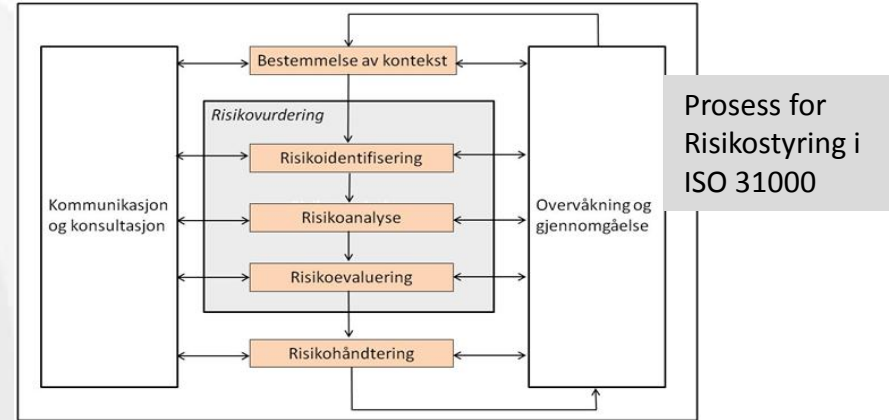 Bestemmelse av kontekst
Risikovurdering
Risikoidentifisering
Risikoanalyse
Risikoevaluering
Risikohåndtering
Kommunikasjon
og konsultasjon
Overvåkning og
gjennomgåelse
Prosess for
Risikostyring i
ISO 31000